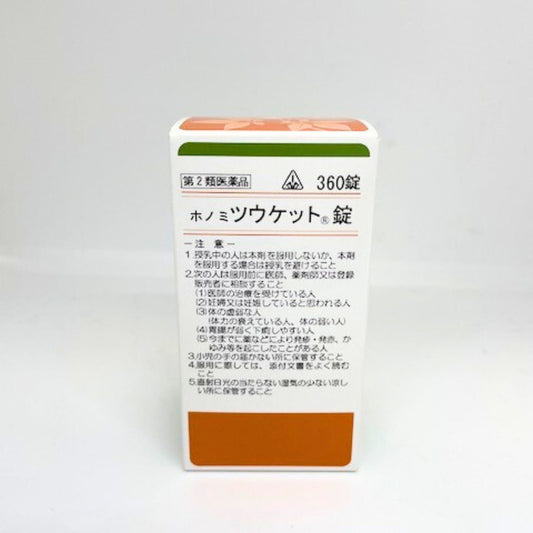 第2類医薬品 360錠
ホノミツウケット®錠
－注 意－
1.授乳中の人は本剤を服用しないか、本剤
を服用する場合は授乳を避けること
2.次の人は服用前に医師、薬剤師又は登録
販売者に相談すること
(1)医師の治療を受けている人
(2)妊婦又は妊娠していると思われる人
(3)体の虚弱な人
(体力の衰えている人、体の弱い人)
(4)胃腸が弱く下痢しやすい人
(5)今までに薬などにより発疹・発赤、か
ゆみ等を起こしたことがある人
3.小児の手の届かない所に保管すること
4.服用に際しては、添付文書をよく読む
こと
5.直射日光の当たらない湿気の少ない涼し
い所に保管すること